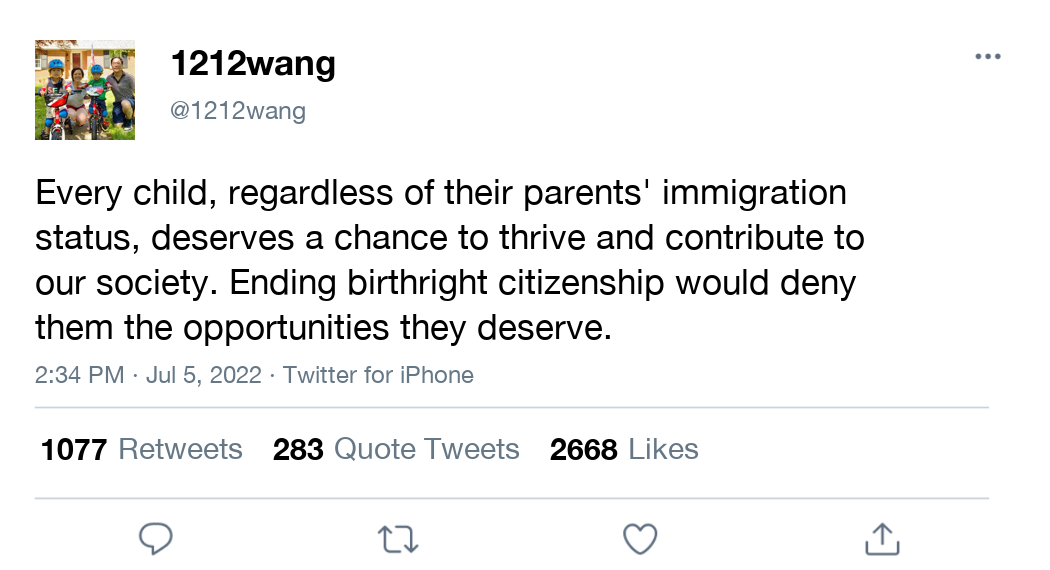 1212wang
@1212wang
Every child, regardless of their parents' immigration
status, deserves a chance to thrive and contribute to
our society. Ending birthright citizenship would deny
them the opportunities they deserve.
2:34 PM · Jul 5, 2022 · Twitter for iPhone
1077 Retweets 283 Quote Tweets 2668 Likes